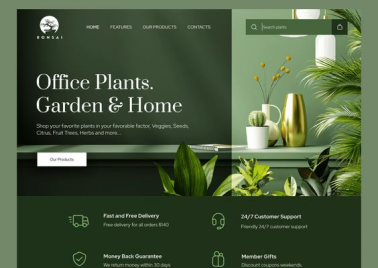 BONSAI
HOME FEATURES OUR PRODUCTS CONTACTS
Search plants
Office Plants.
Garden & Home
Shop your favorite plants in your favorable factor. Veggies, Seeds,
Citrus, Fruit Trees, Herbs and more...
Our Products
Fast and Free Delivery
Free delivery for all orders $140
24/7 Customer Support
Friendly 24/7 customer support
Money Back Guarantee
We return money within 30 days
Member Gifts
Discount coupons weekends